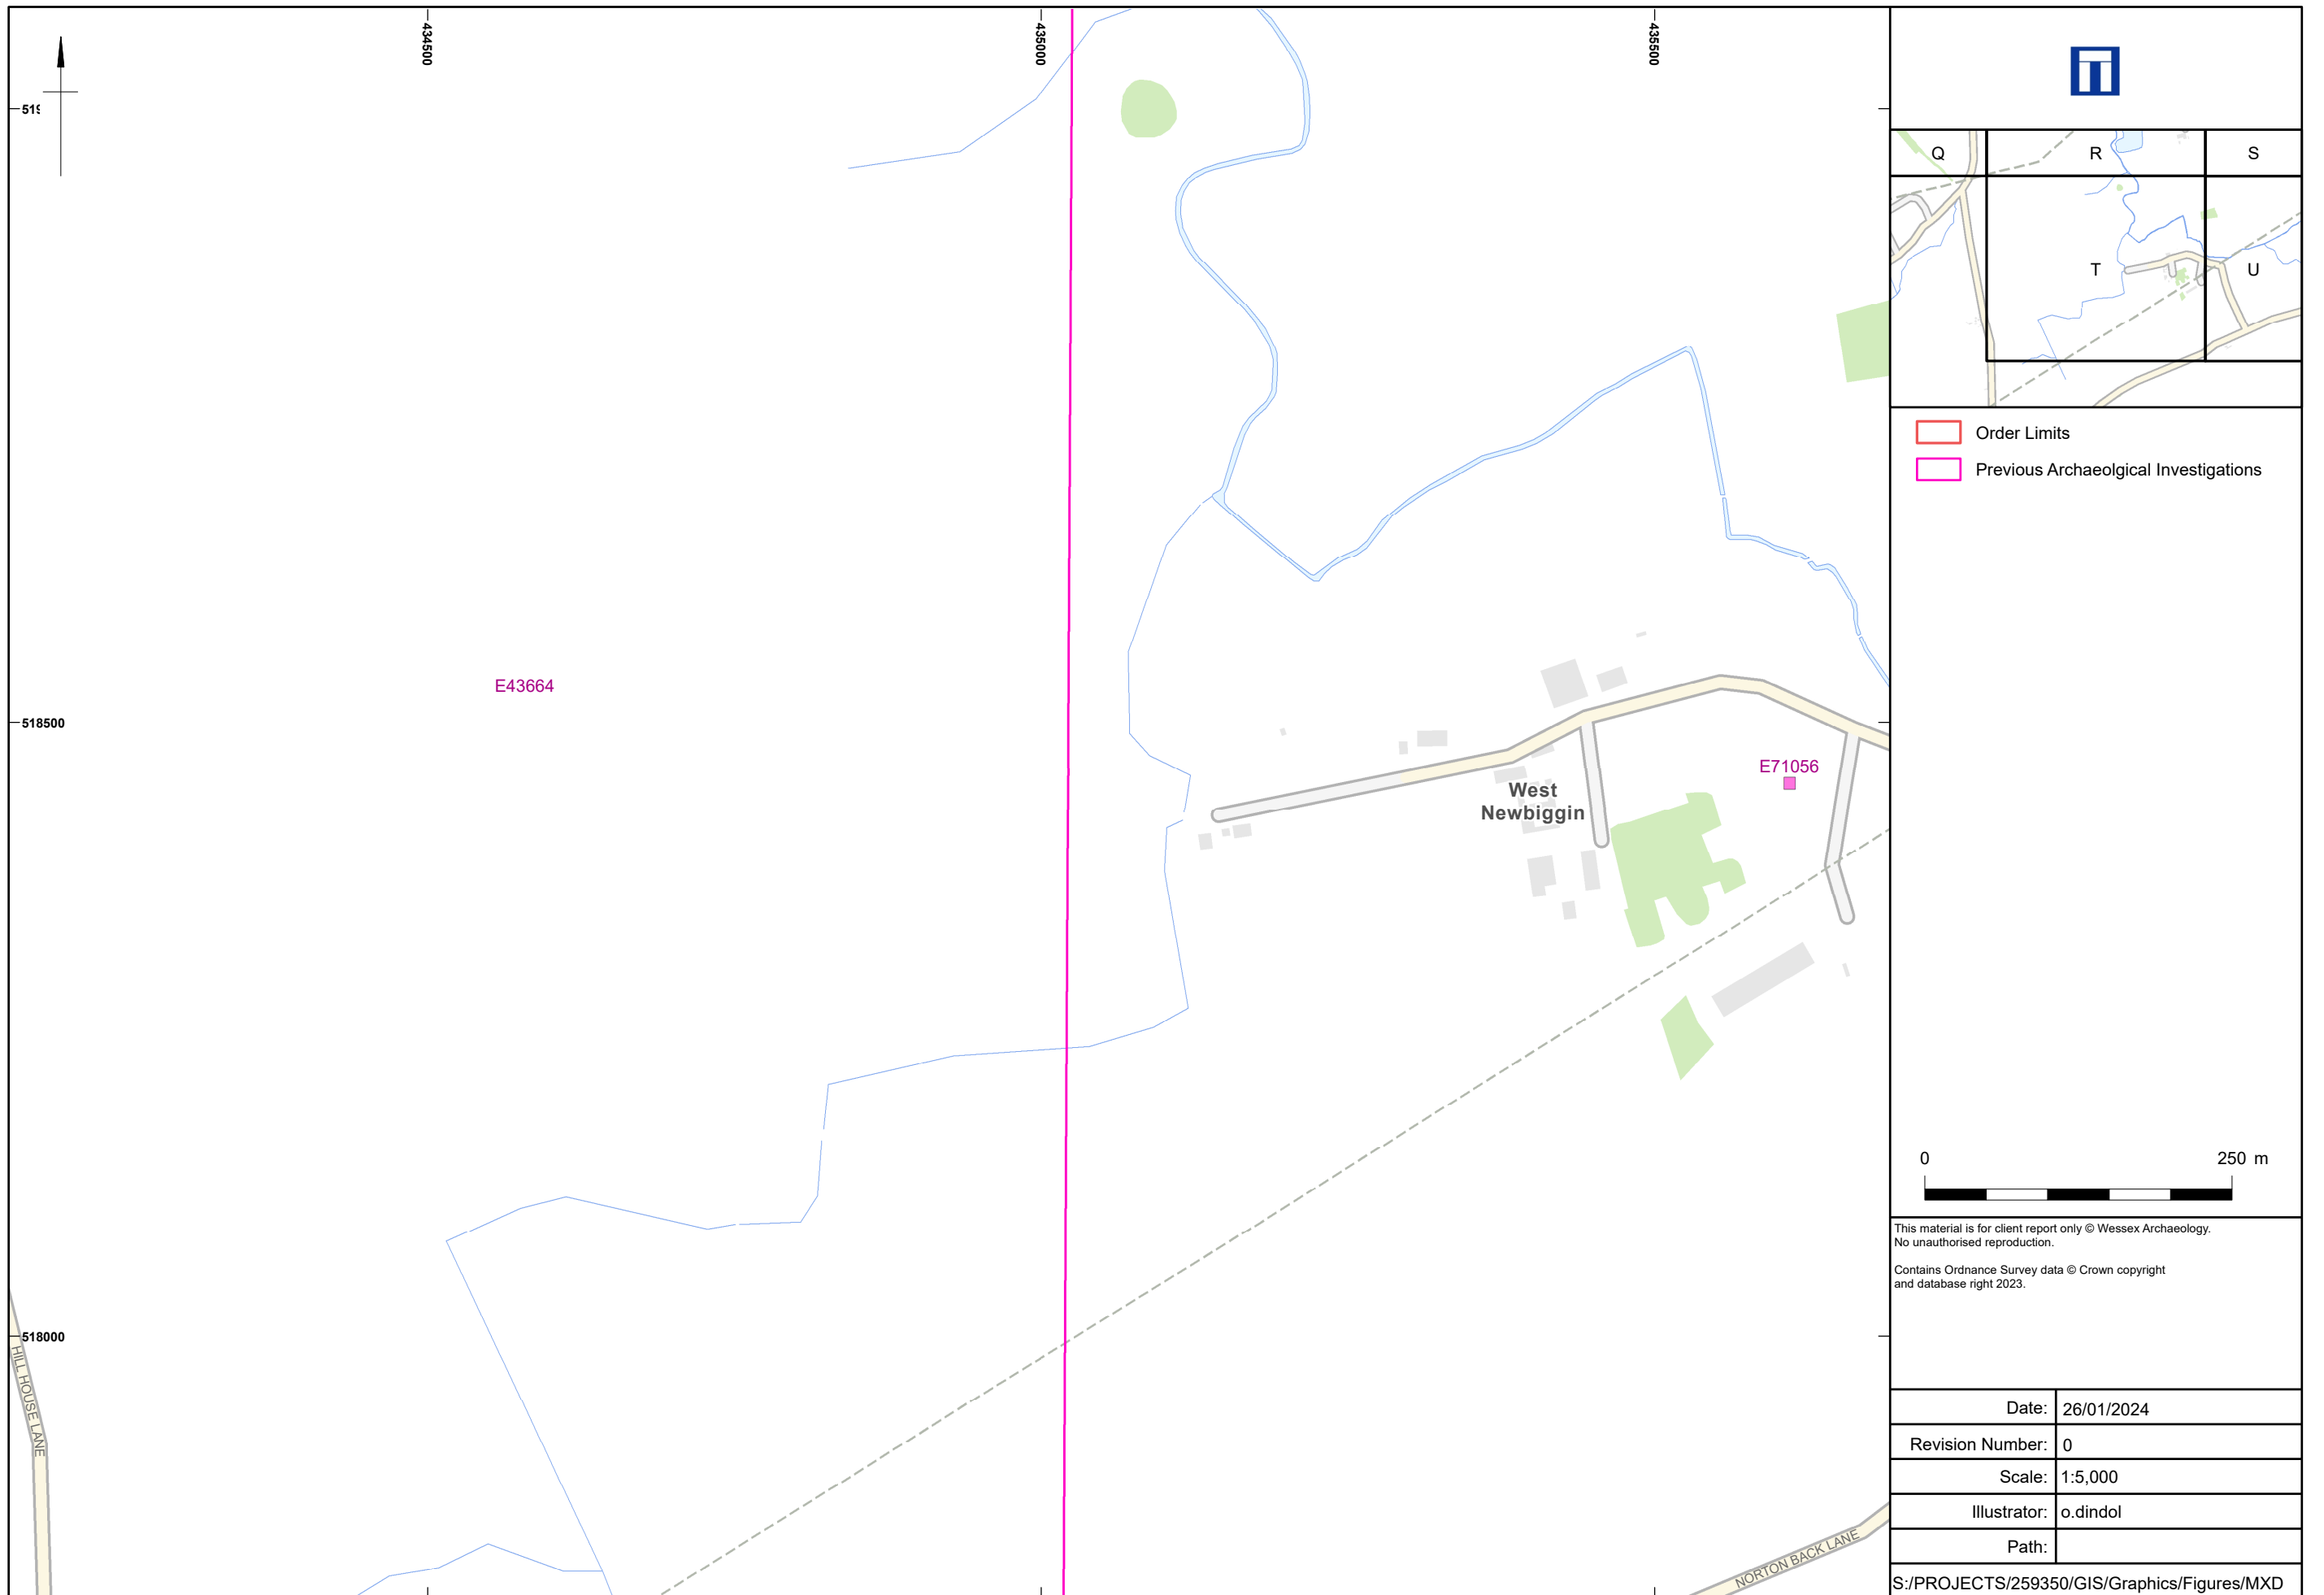 434500
435000
435500
519
518500
518000
E43664
E71056
West
Newbiggin
HILL HOUSE LANE
NORTON BACK LANE
Q
R
S
T
U
Order Limits
Previous Archaeolgical Investigations
0
250 m
This material is for client report only © Wessex Archaeology.
No unauthorised reproduction.
Contains Ordnance Survey data © Crown copyright
and database right 2023.
Date: 26/01/2024
Revision Number: 0
Scale: 1:5,000
Illustrator: o.dindol
Path:
S:/PROJECTS/259350/GIS/Graphics/Figures/MXD